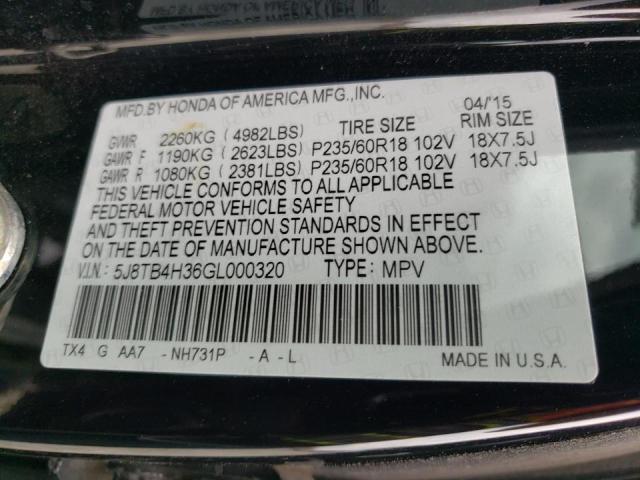 MFD.BY HONDA OF AMERICA MFG.,INC. 04/'15
GVWR 2260KG (4982LBS) TIRE SIZE RIM SIZE
GAWR F 1190KG (2623LBS) P235/60R18 102V 18X7.5J
GAWR R 1080KG (2381LBS) P235/60R18 102V 18X7.5J
THIS VEHICLE CONFORMS TO ALL APPLICABLE
FEDERAL MOTOR VEHICLE SAFETY
AND THEFT PREVENTION STANDARDS IN EFFECT
ON THE DATE OF MANUFACTURE SHOWN ABOVE.
V.I.N.: 5J8TB4H36GL000320 TYPE: MPV
TX4 G AA7 -NH731P -A-L MADE IN U.S.A.